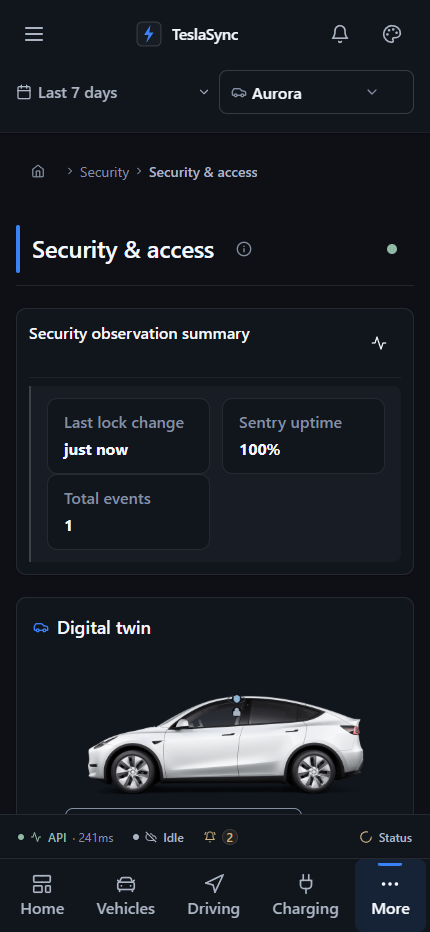 TeslaSync
Last 7 days
Aurora
Security
Security & access
Security & access
Security observation summary
Last lock change
just now
Sentry uptime
100%
Total events
1
Digital twin
API · 241ms
Idle
2
Status
Home
Vehicles
Driving
Charging
More